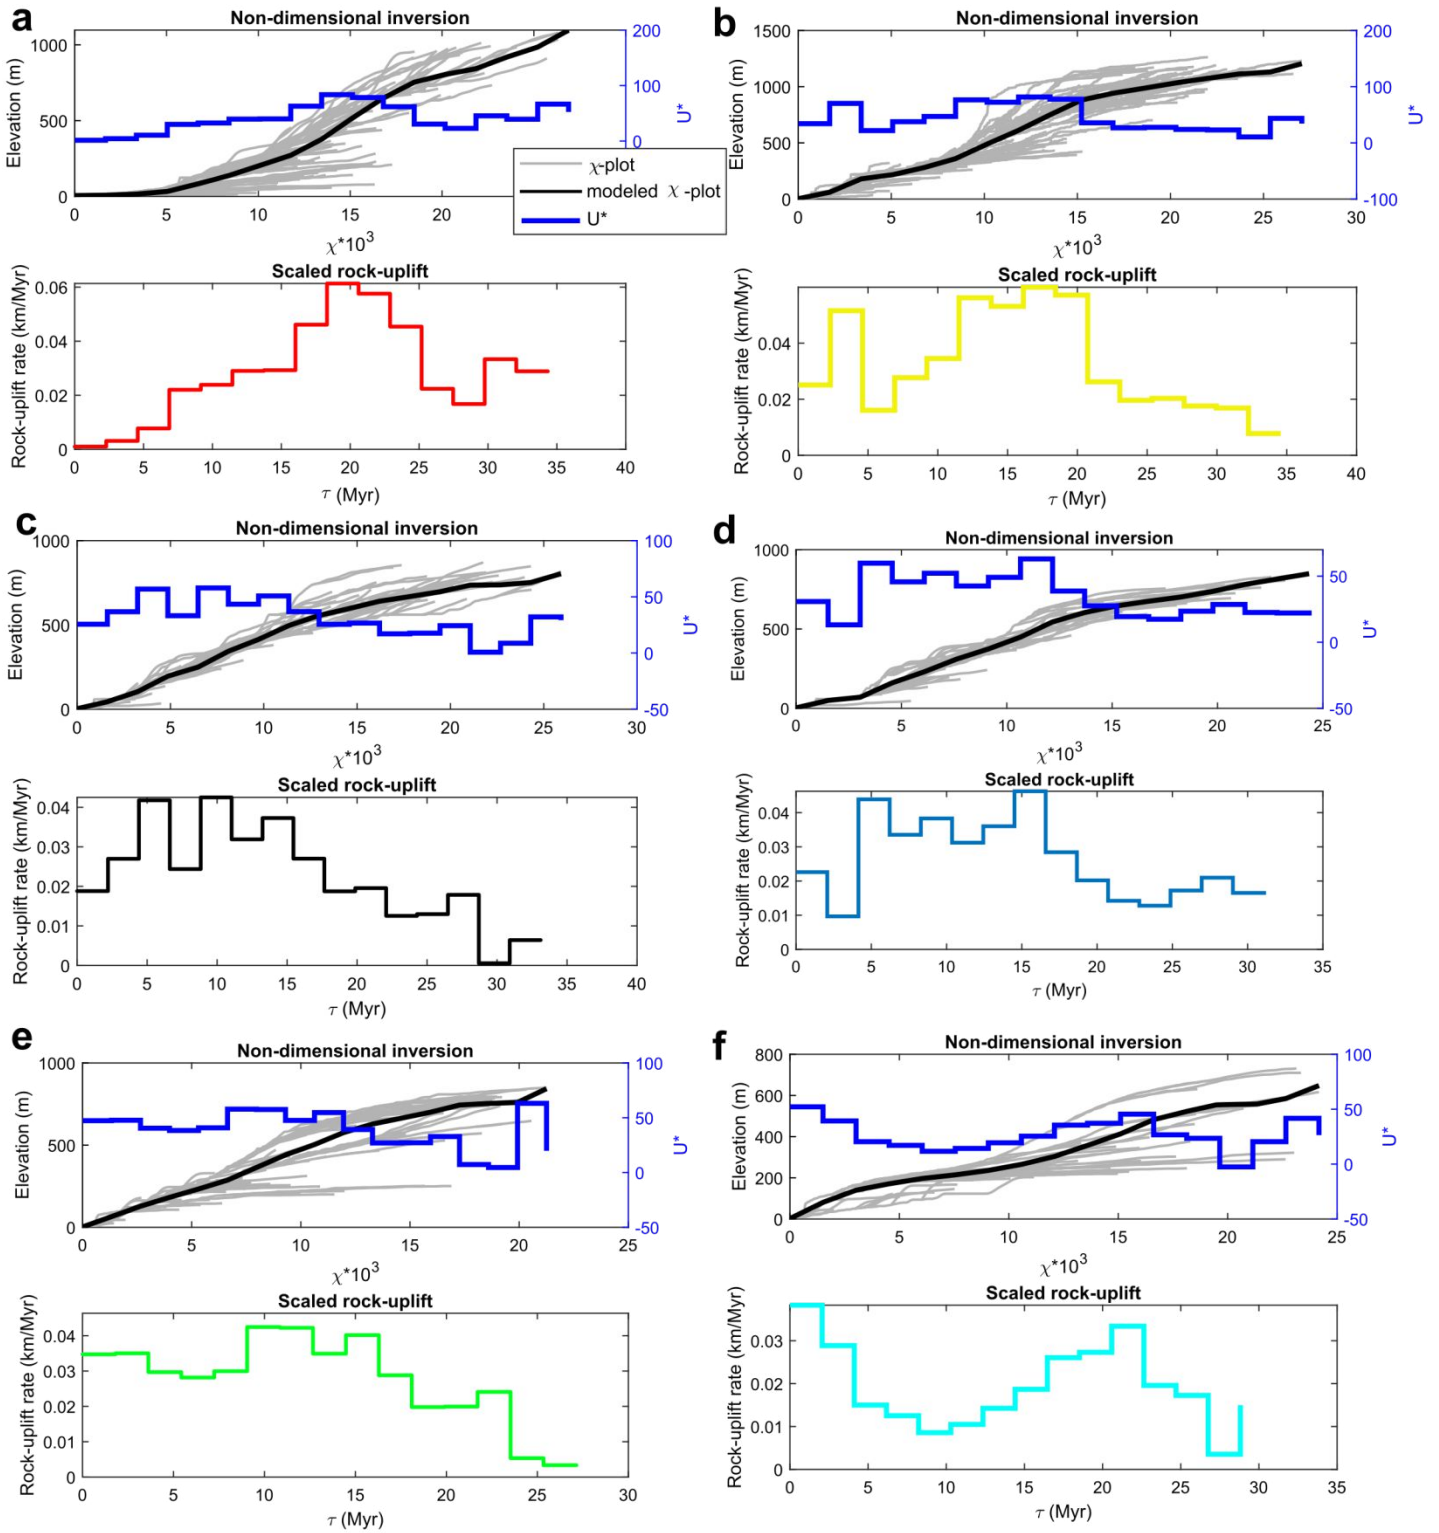 a
Non-dimensional inversion
Elevation (m)
1000
500
0
0 5 10 15 20
200
100
0
U*
χ*10³
χ-plot
modeled χ -plot
U*
Scaled rock-uplift
Rock-uplift rate (km/Myr)
0.06
0.04
0.02
0
0 5 10 15 20 25 30 35 40
τ (Myr)
b
Non-dimensional inversion
Elevation (m)
1500
1000
500
0
0 5 10 15 20 25 30
200
100
0
-100
U*
χ*10³
Scaled rock-uplift
Rock-uplift rate (km/Myr)
0.04
0.02
0
0 5 10 15 20 25 30 35 40
τ (Myr)
c
Non-dimensional inversion
Elevation (m)
1000
500
0
0 5 10 15 20 25 30
100
50
0
-50
U*
χ*10³
Scaled rock-uplift
Rock-uplift rate (km/Myr)
0.04
0.03
0.02
0.01
0
0 5 10 15 20 25 30 35 40
τ (Myr)
d
Non-dimensional inversion
Elevation (m)
1000
500
0
0 5 10 15 20 25
50
0
-50
U*
χ*10³
Scaled rock-uplift
Rock-uplift rate (km/Myr)
0.04
0.03
0.02
0.01
0
0 5 10 15 20 25 30 35
τ (Myr)
e
Non-dimensional inversion
Elevation (m)
1000
500
0
0 5 10 15 20 25
100
50
0
-50
U*
χ*10³
Scaled rock-uplift
Rock-uplift rate (km/Myr)
0.04
0.03
0.02
0.01
0
0 5 10 15 20 25 30
τ (Myr)
f
Non-dimensional inversion
Elevation (m)
800
600
400
200
0
0 5 10 15 20 25
100
50
0
-50
U*
χ*10³
Scaled rock-uplift
Rock-uplift rate (km/Myr)
0.03
0.02
0.01
0
0 5 10 15 20 25 30 35
τ (Myr)